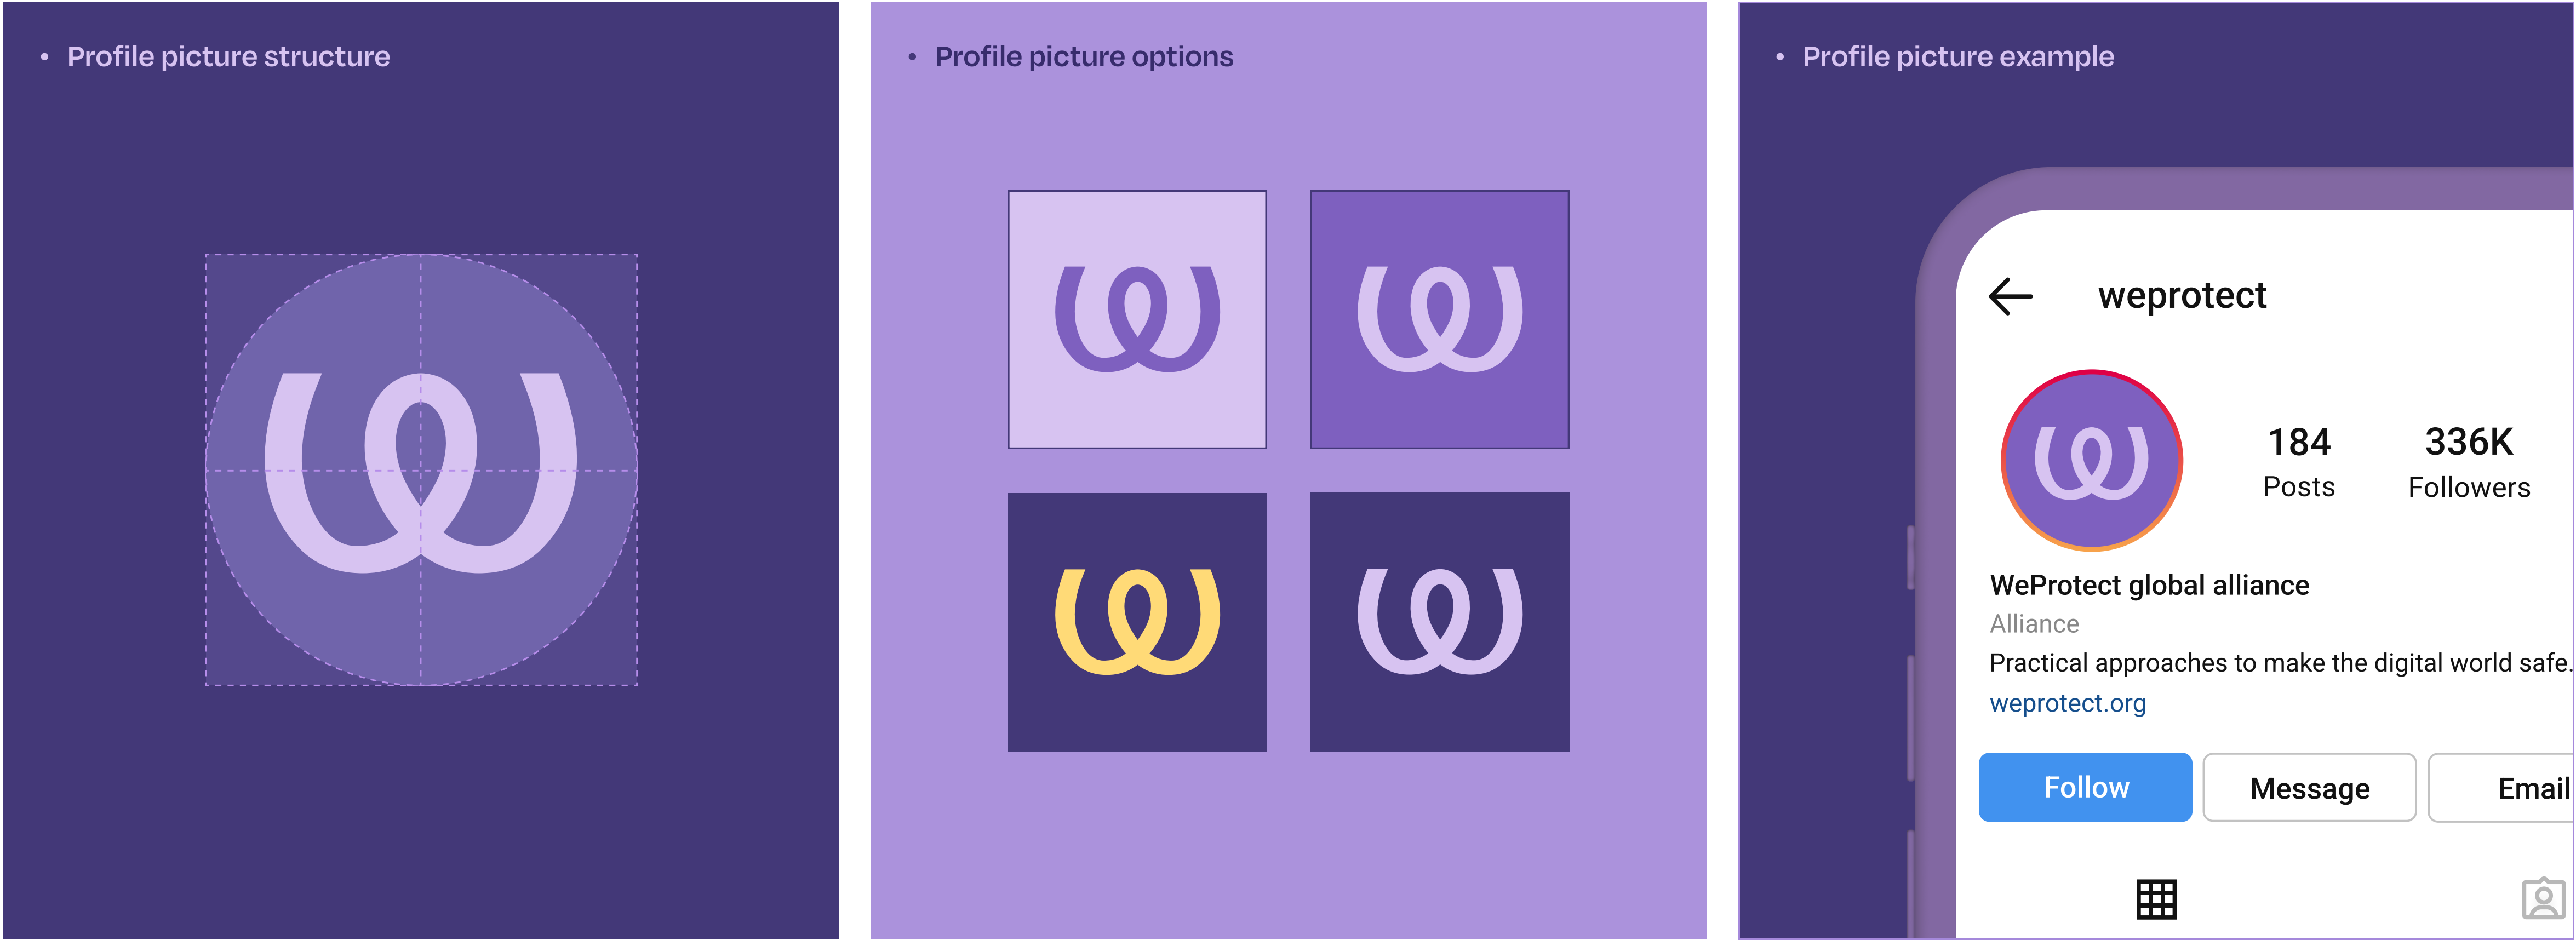 • Profile picture structure
• Profile picture options
• Profile picture example
weprotect
184
Posts
336K
Followers
WeProtect global alliance
Alliance
Practical approaches to make the digital world safe.
weprotect.org
Follow
Message
Email